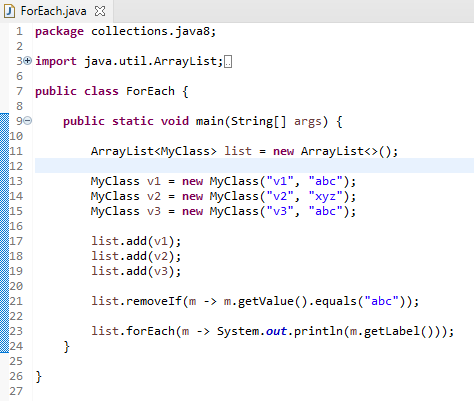 ForEach.java
1 package collections.java8;
2
3 import java.util.ArrayList;
6
7 public class ForEach {
8
9     public static void main(String[] args) {
10
11         ArrayList<MyClass> list = new ArrayList<>();
12
13         MyClass v1 = new MyClass("v1", "abc");
14         MyClass v2 = new MyClass("v2", "xyz");
15         MyClass v3 = new MyClass("v3", "abc");
16
17         list.add(v1);
18         list.add(v2);
19         list.add(v3);
20
21         list.removeIf(m -> m.getValue().equals("abc"));
22
23         list.forEach(m -> System.out.println(m.getLabel()));
24     }
25
26 }
27